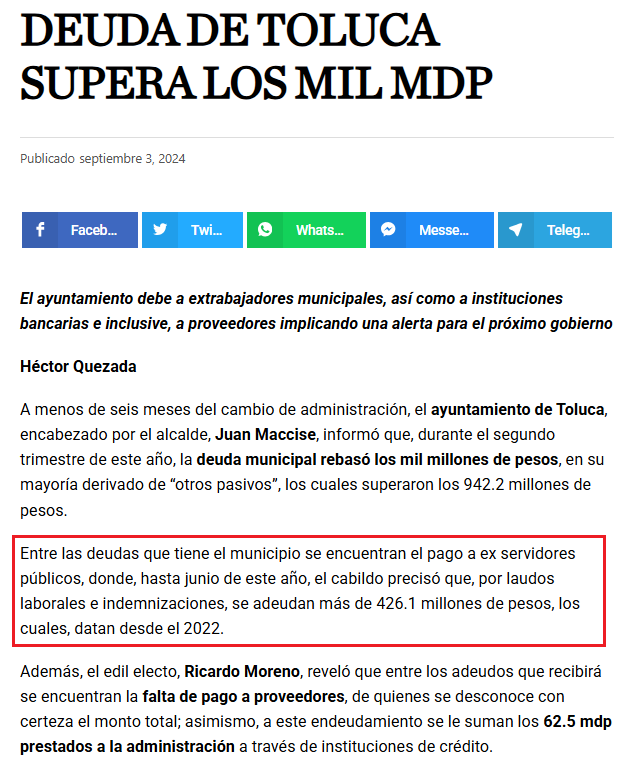 DEUDA DE TOLUCA
SUPERA LOS MIL MDP
Publicado septiembre 3, 2024
Faceb...
Twi...
Whats...
Messe...
Teleg...
El ayuntamiento debe a extrabajadores municipales, así como a instituciones
bancarias e inclusive, a proveedores implicando una alerta para el próximo gobierno
Héctor Quezada
A menos de seis meses del cambio de administración, el ayuntamiento de Toluca,
encabezado por el alcalde, Juan Maccise, informó que, durante el segundo
trimestre de este año, la deuda municipal rebasó los mil millones de pesos, en su
mayoría derivado de “otros pasivos”, los cuales superaron los 942.2 millones de
pesos.
Entre las deudas que tiene el municipio se encuentran el pago a ex servidores
públicos, donde, hasta junio de este año, el cabildo precisó que, por laudos
laborales e indemnizaciones, se adeudan más de 426.1 millones de pesos, los
cuales, datan desde el 2022.
Además, el edil electo, Ricardo Moreno, reveló que entre los adeudos que recibirá
se encuentran la falta de pago a proveedores, de quienes se desconoce con
certeza el monto total; asimismo, a este endeudamiento se le suman los 62.5 mdp
prestados a la administración a través de instituciones de crédito.